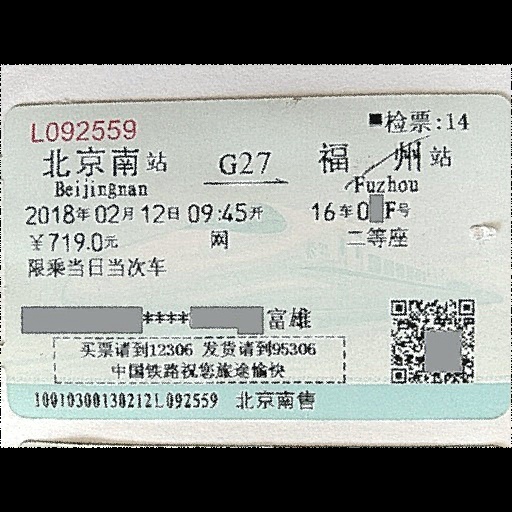 L092559 检票:14
北京南站 G27 福州站
Beijingnan Fuzhou
2018年02月12日09:45开 16车0 F号
￥719.0元 网 二等座
限乘当日当次车
****富雄
买票请到12306 发货请到95306
中国铁路祝您旅途愉快
10010300130212L092559 北京南售